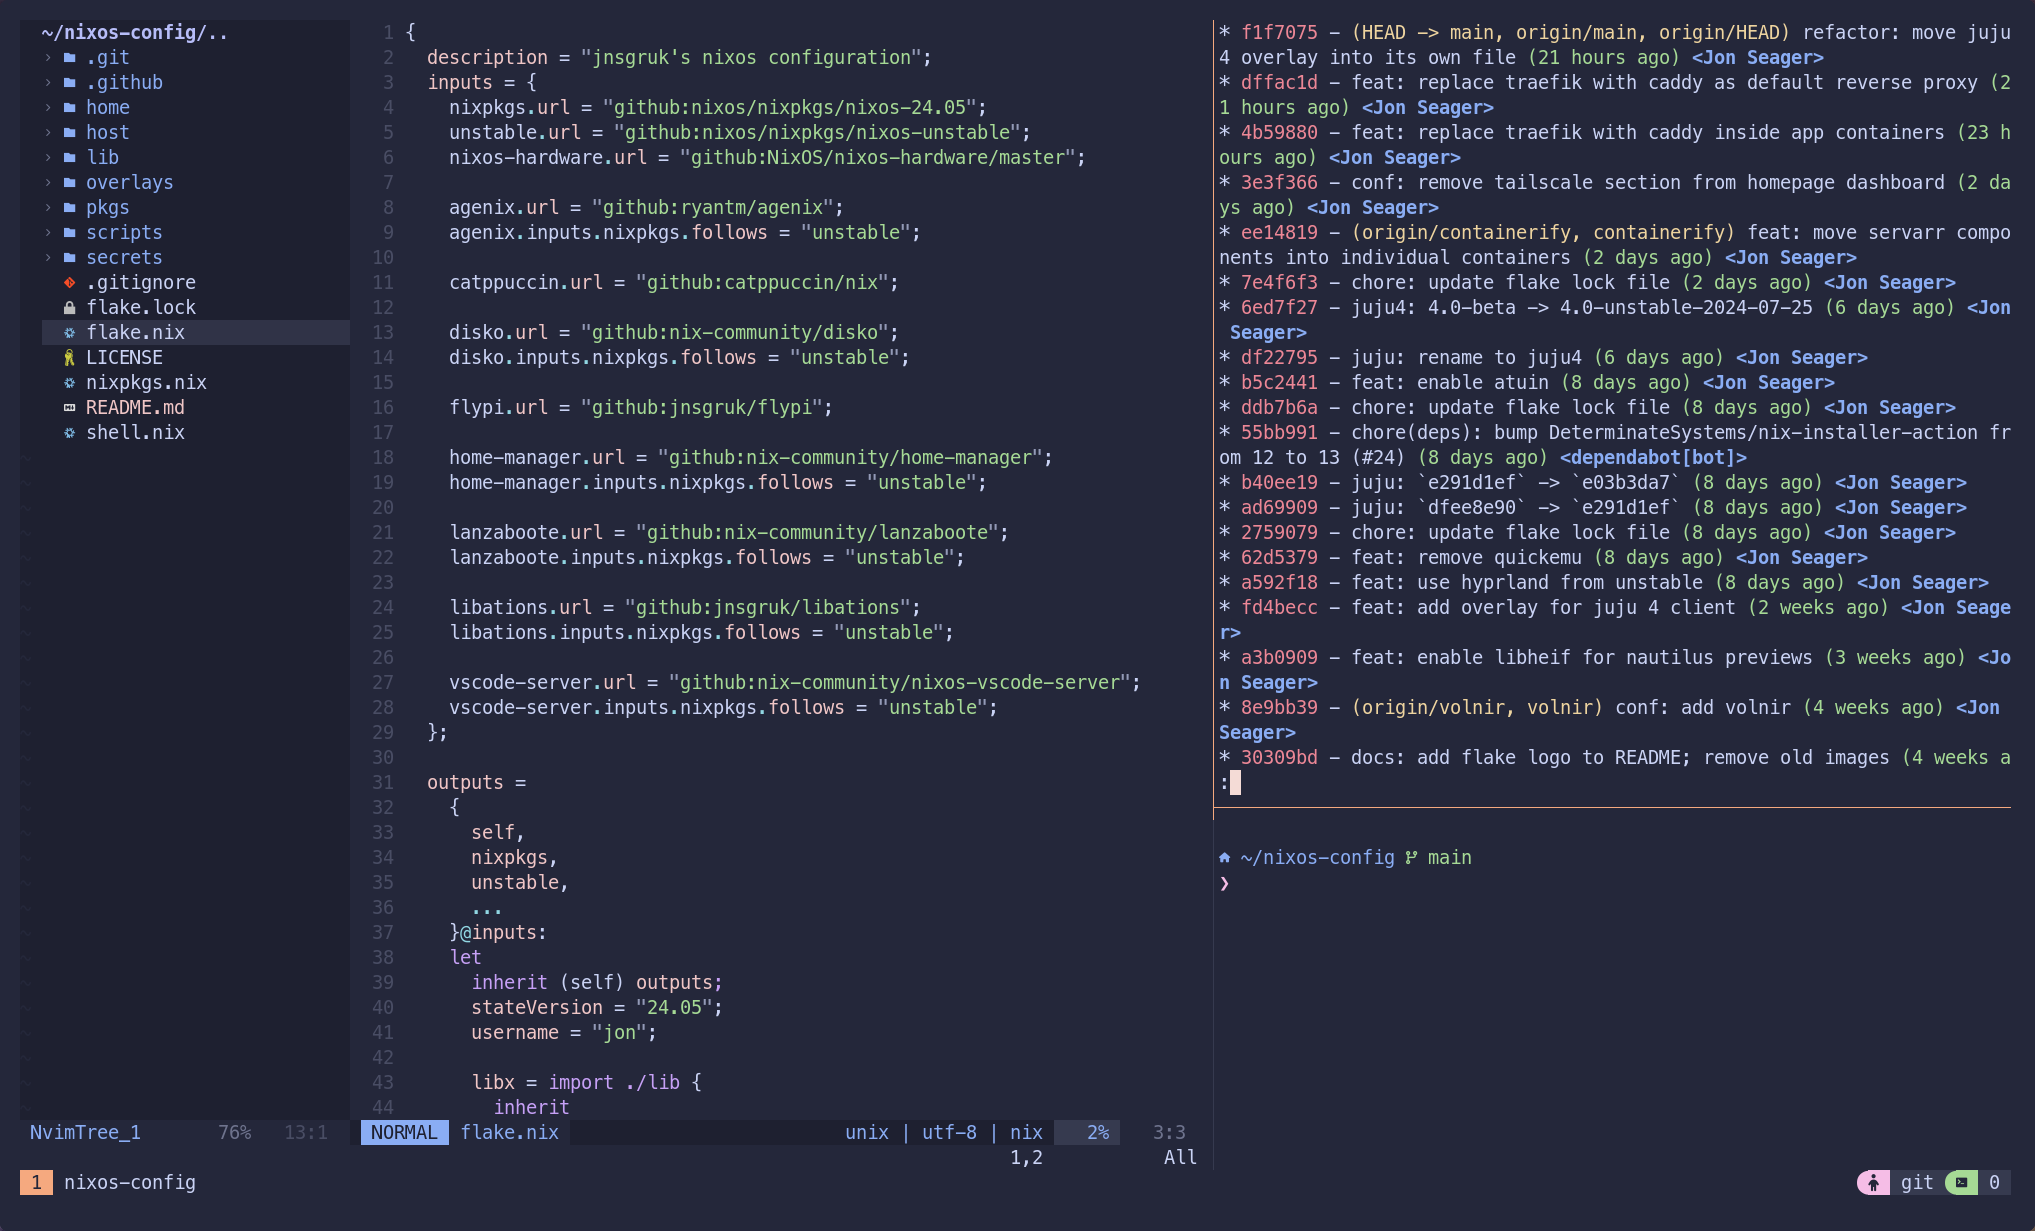 ~/nixos-config/..
.git
.github
home
host
lib
overlays
pkgs
scripts
secrets
.gitignore
flake.lock
flake.nix
LICENSE
nixpkgs.nix
README.md
shell.nix
NvimTree_1 76% 13:1
1 {
2   description = "jnsgruk's nixos configuration";
3   inputs = {
4     nixpkgs.url = "github:nixos/nixpkgs/nixos-24.05";
5     unstable.url = "github:nixos/nixpkgs/nixos-unstable";
6     nixos-hardware.url = "github:NixOS/nixos-hardware/master";
7
8     agenix.url = "github:ryantm/agenix";
9     agenix.inputs.nixpkgs.follows = "unstable";
10
11     catppuccin.url = "github:catppuccin/nix";
12
13     disko.url = "github:nix-community/disko";
14     disko.inputs.nixpkgs.follows = "unstable";
15
16     flypi.url = "github:jnsgruk/flypi";
17
18     home-manager.url = "github:nix-community/home-manager";
19     home-manager.inputs.nixpkgs.follows = "unstable";
20
21     lanzaboote.url = "github:nix-community/lanzaboote";
22     lanzaboote.inputs.nixpkgs.follows = "unstable";
23
24     libations.url = "github:jnsgruk/libations";
25     libations.inputs.nixpkgs.follows = "unstable";
26
27     vscode-server.url = "github:nix-community/nixos-vscode-server";
28     vscode-server.inputs.nixpkgs.follows = "unstable";
29   };
30
31   outputs =
32     {
33       self,
34       nixpkgs,
35       unstable,
36       ...
37     }@inputs:
38     let
39       inherit (self) outputs;
40       stateVersion = "24.05";
41       username = "jon";
42
43       libx = import ./lib {
44         inherit
NORMAL flake.nix unix | utf-8 | nix 2% 3:3
1,2 All
* f1f7075 - (HEAD -> main, origin/main, origin/HEAD) refactor: move juju
4 overlay into its own file (21 hours ago) <Jon Seager>
* dffac1d - feat: replace traefik with caddy as default reverse proxy (2
1 hours ago) <Jon Seager>
* 4b59880 - feat: replace traefik with caddy inside app containers (23 h
ours ago) <Jon Seager>
* 3e3f366 - conf: remove tailscale section from homepage dashboard (2 da
ys ago) <Jon Seager>
* ee14819 - (origin/containerify, containerify) feat: move servarr compo
nents into individual containers (2 days ago) <Jon Seager>
* 7e4f6f3 - chore: update flake lock file (2 days ago) <Jon Seager>
* 6ed7f27 - juju4: 4.0-beta -> 4.0-unstable-2024-07-25 (6 days ago) <Jon
 Seager>
* df22795 - juju: rename to juju4 (6 days ago) <Jon Seager>
* b5c2441 - feat: enable atuin (8 days ago) <Jon Seager>
* ddb7b6a - chore: update flake lock file (8 days ago) <Jon Seager>
* 55bb991 - chore(deps): bump DeterminateSystems/nix-installer-action fr
om 12 to 13 (#24) (8 days ago) <dependabot[bot]>
* b40ee19 - juju: `e291d1ef` -> `e03b3da7` (8 days ago) <Jon Seager>
* ad69909 - juju: `dfee8e90` -> `e291d1ef` (8 days ago) <Jon Seager>
* 2759079 - chore: update flake lock file (8 days ago) <Jon Seager>
* 62d5379 - feat: remove quickemu (8 days ago) <Jon Seager>
* a592f18 - feat: use hyprland from unstable (8 days ago) <Jon Seager>
* fd4becc - feat: add overlay for juju 4 client (2 weeks ago) <Jon Seage
r>
* a3b0909 - feat: enable libheif for nautilus previews (3 weeks ago) <Jo
n Seager>
* 8e9bb39 - (origin/volnir, volnir) conf: add volnir (4 weeks ago) <Jon
Seager>
* 30309bd - docs: add flake logo to README; remove old images (4 weeks a
:
~/nixos-config main
❯
1 nixos-config
git 0